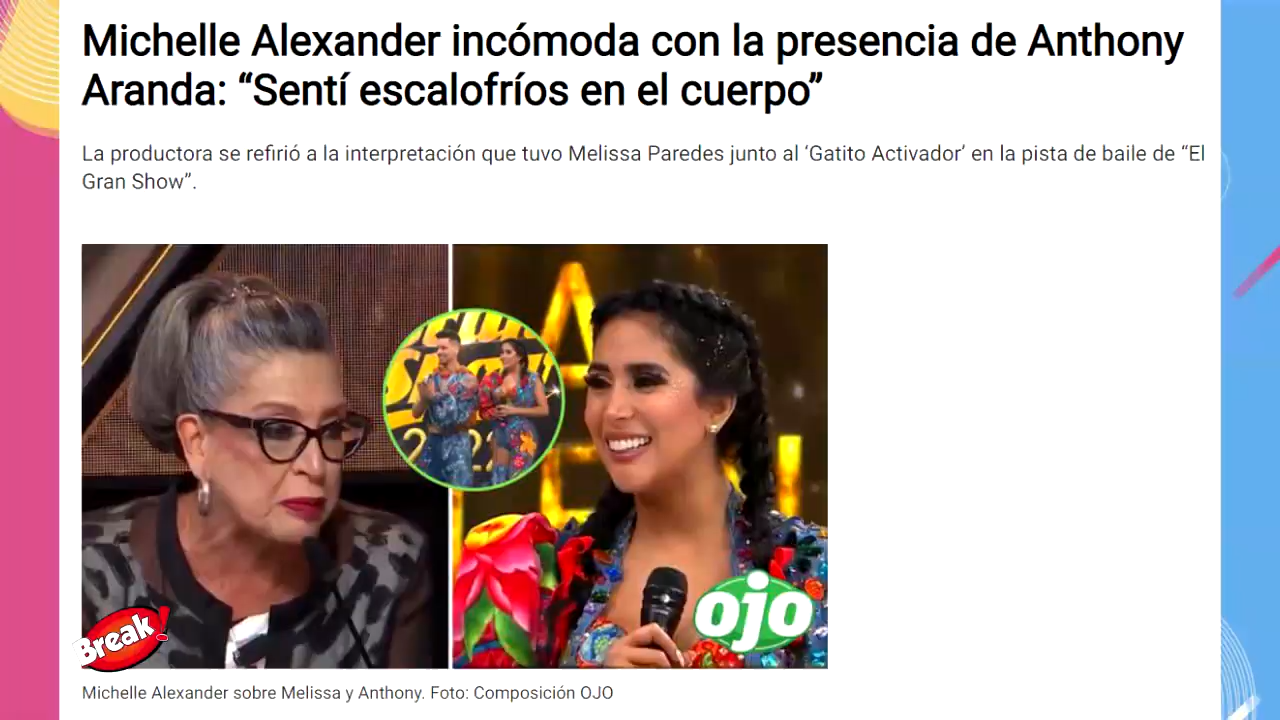 Michelle Alexander incómoda con la presencia de Anthony
Aranda: “Sentí escalofríos en el cuerpo”
La productora se refirió a la interpretación que tuvo Melissa Paredes junto al ‘Gatito Activador’ en la pista de baile de “El
Gran Show”.
ojo
Break!
Michelle Alexander sobre Melissa y Anthony. Foto: Composición OJO